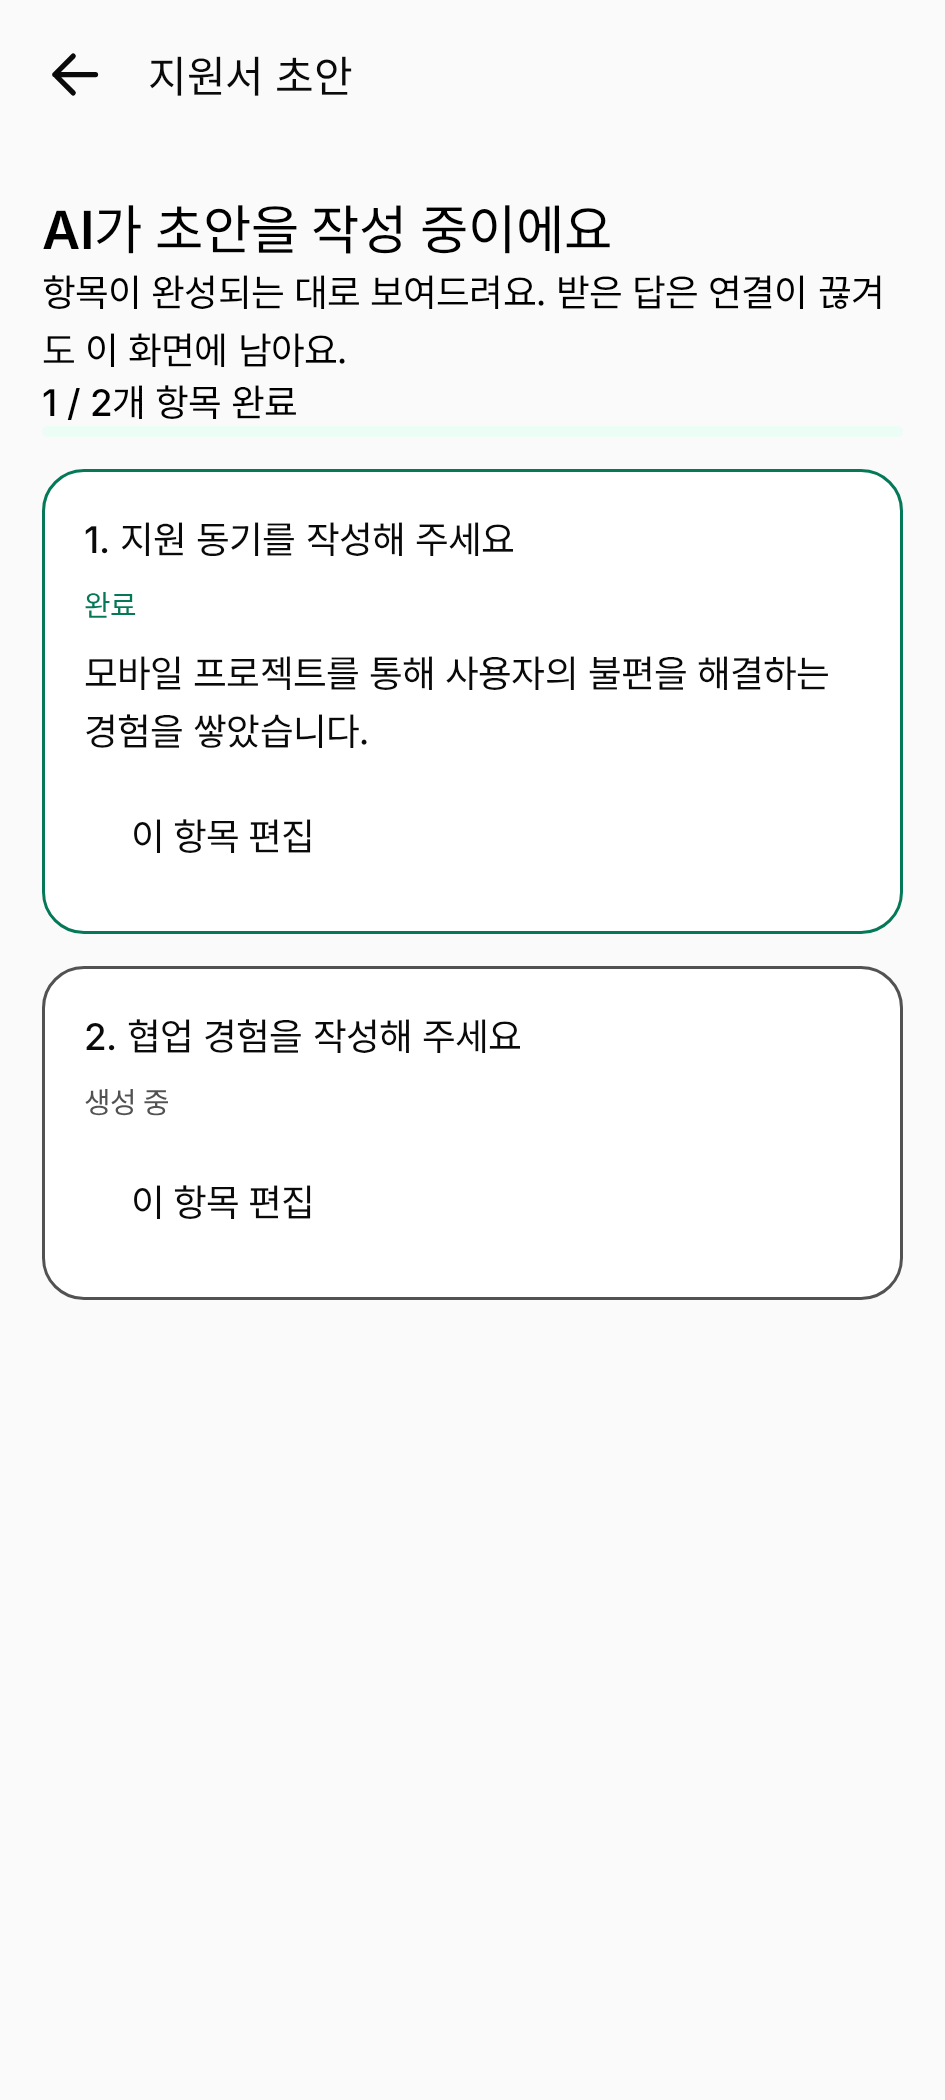 지원서 초안
AI가 초안을 작성 중이에요
항목이 완성되는 대로 보여드려요. 받은 답은 연결이 끊겨
도 이 화면에 남아요.
1 / 2개 항목 완료
1. 지원 동기를 작성해 주세요
완료
모바일 프로젝트를 통해 사용자의 불편을 해결하는
경험을 쌓았습니다.
이 항목 편집
2. 협업 경험을 작성해 주세요
생성 중
이 항목 편집